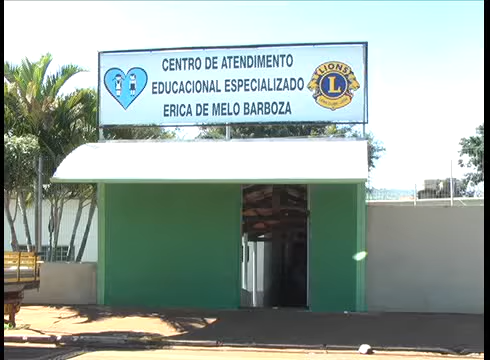 CENTRO DE ATENDIMENTO
EDUCACIONAL ESPECIALIZADO
ERICA DE MELO BARBOZA
LIONS
L